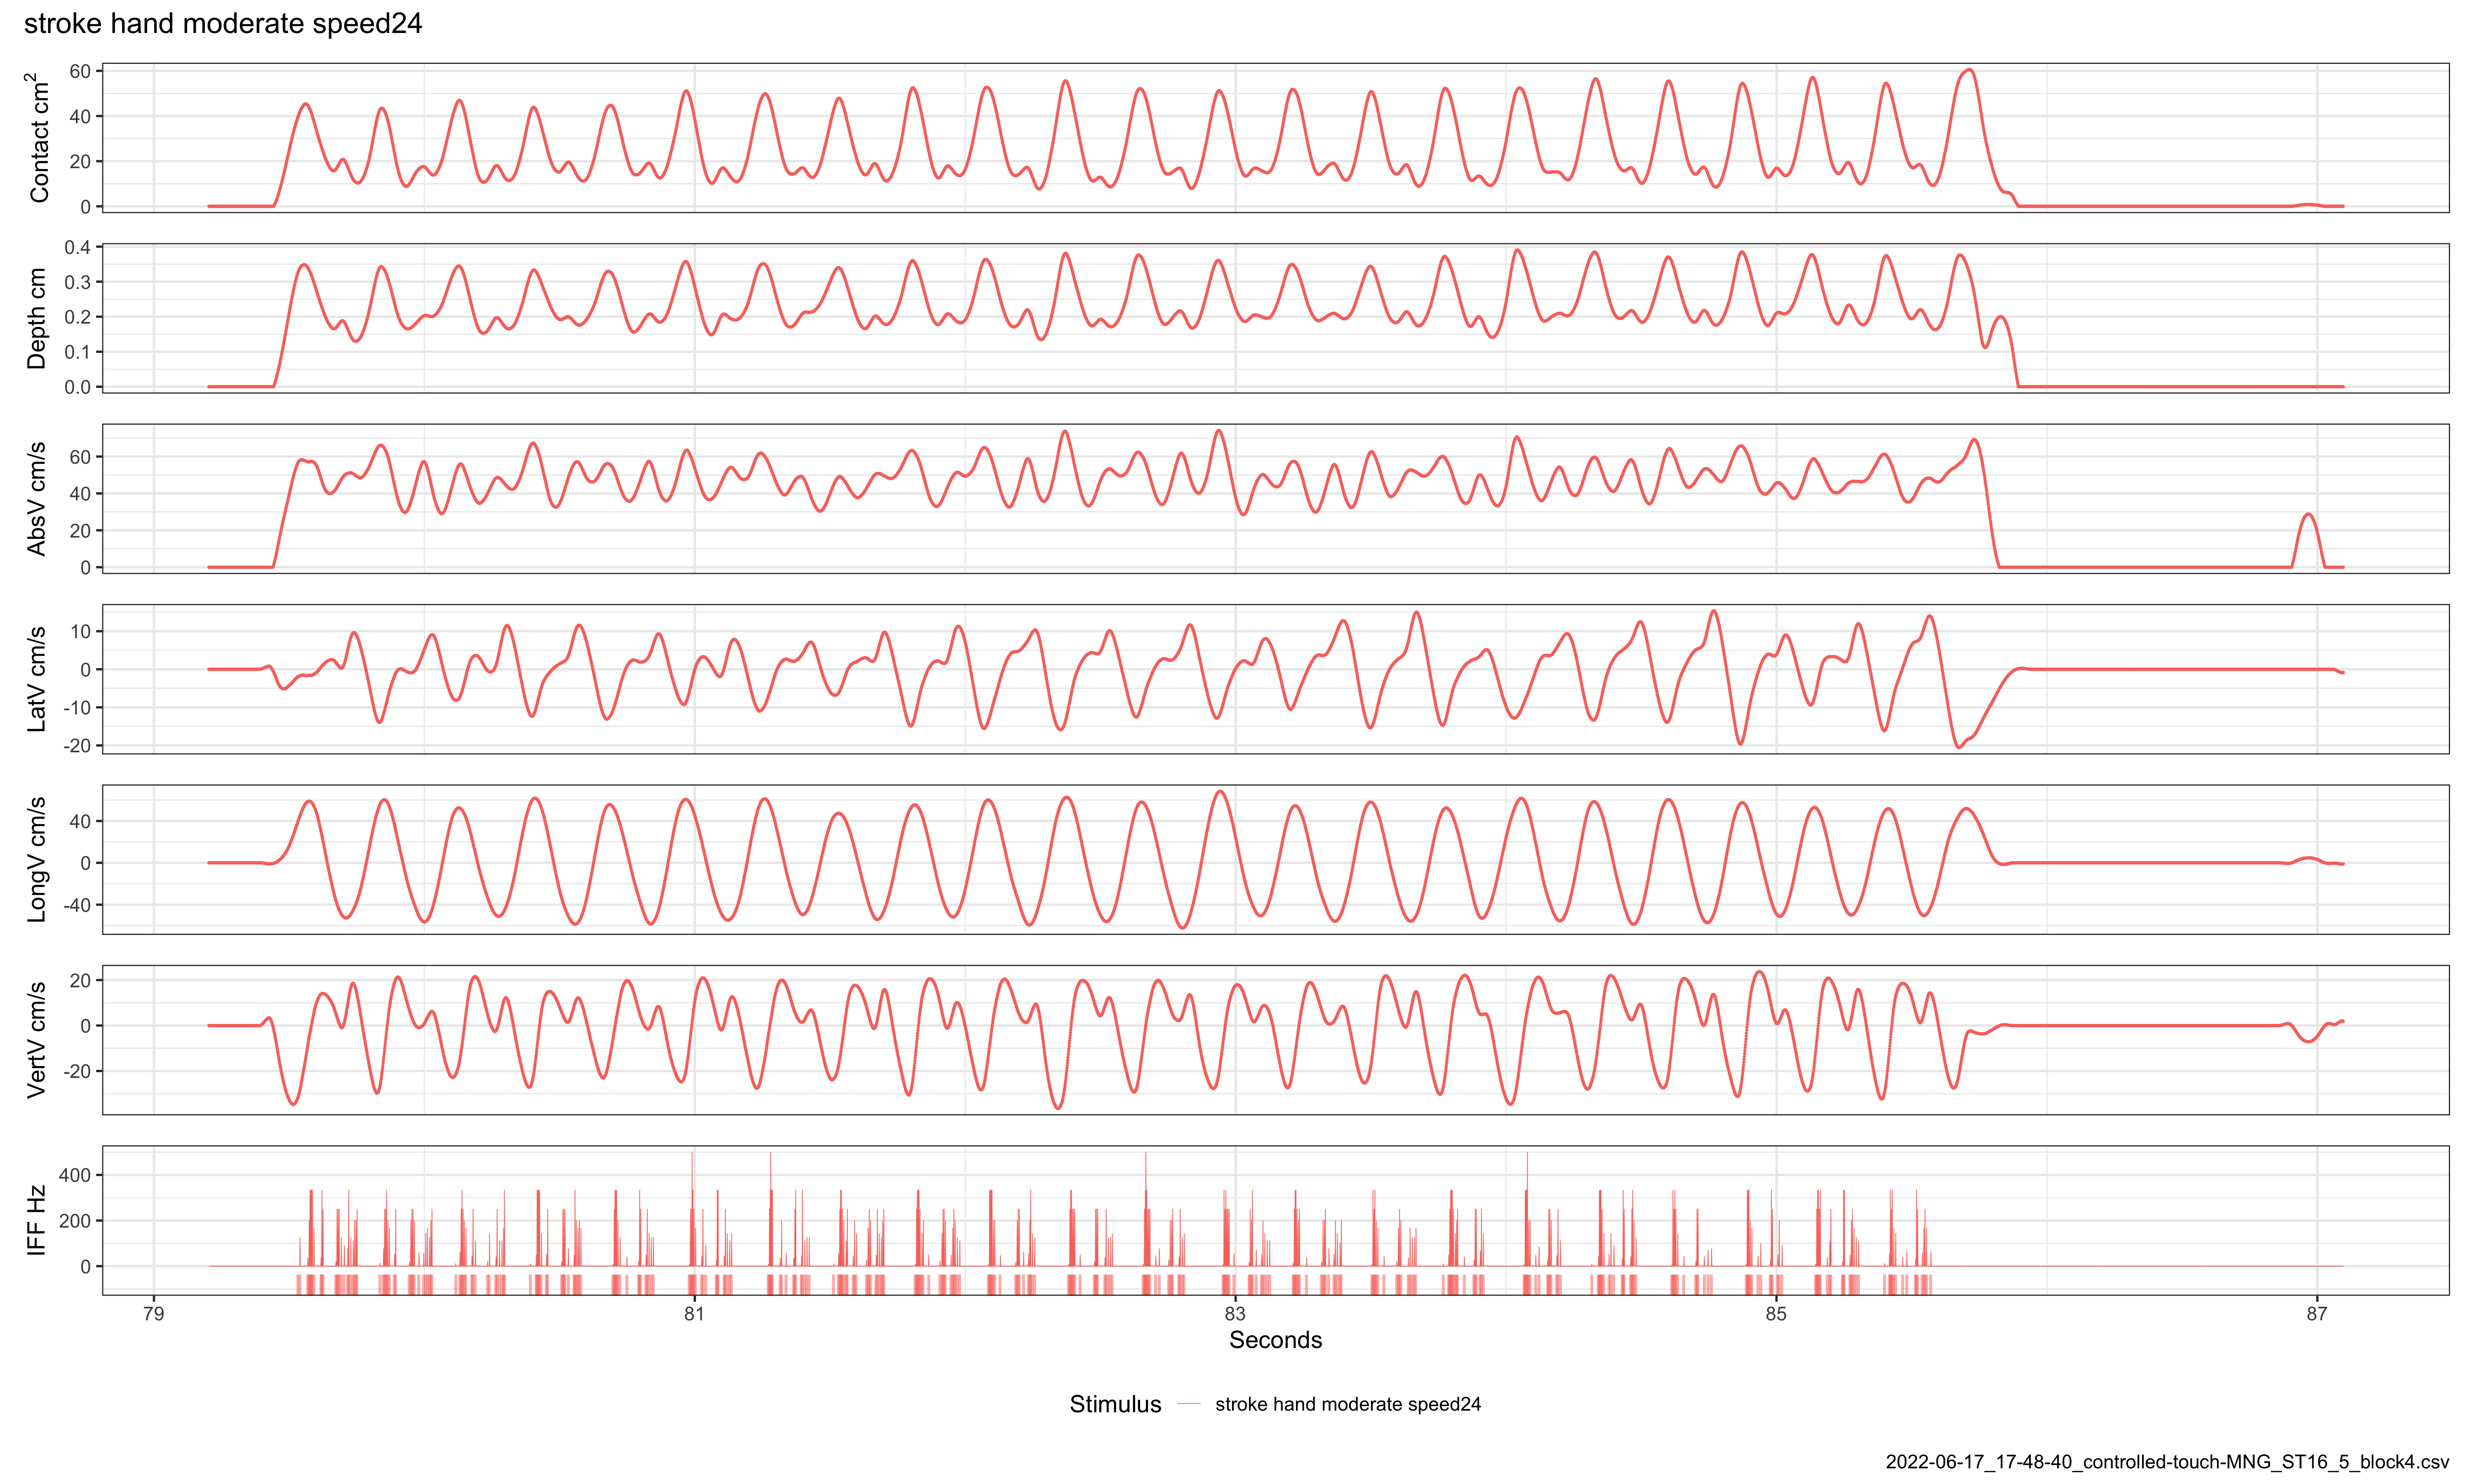 stroke hand moderate speed24
Contact cm²
60
40
20
0
Depth cm
0.4
0.3
0.2
0.1
0.0
AbsV cm/s
60
40
20
0
LatV cm/s
10
0
-10
-20
LongV cm/s
40
0
-40
VertV cm/s
20
0
-20
IFF Hz
400
200
0
79 81 83 85 87
Seconds
Stimulus stroke hand moderate speed24
2022-06-17_17-48-40_controlled-touch-MNG_ST16_5_block4.csv